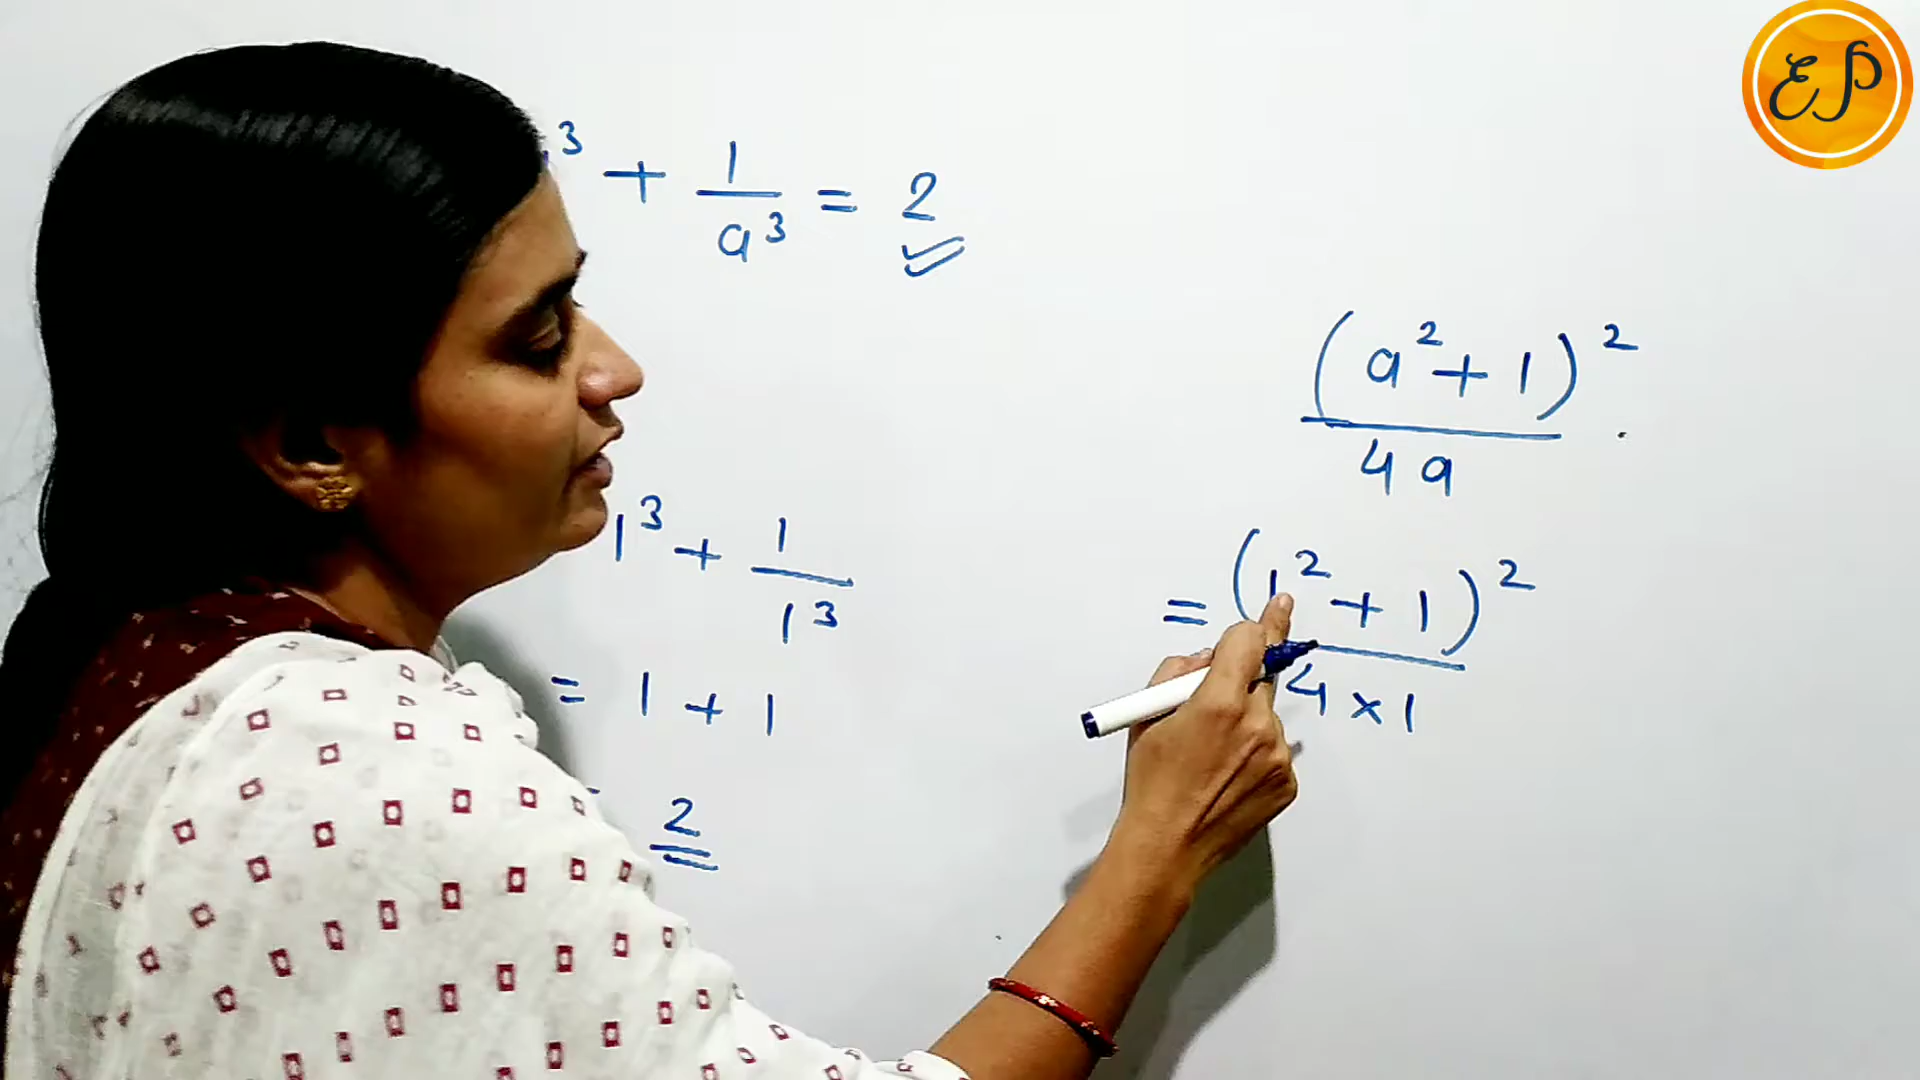 ³ + 1/a³ = 2
1³ + 1/1³
= 1 + 1
2
(a² + 1)²/4a
= (1² + 1)²/4 × 1
EP